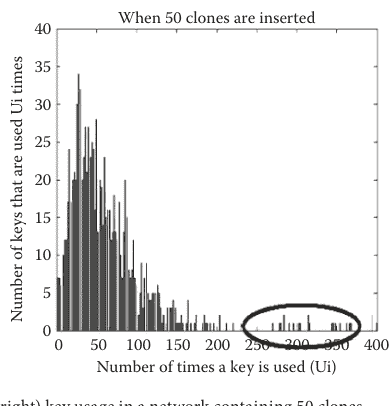 When 50 clones are inserted
40
35
30
25
20
15
10
5
0
0 50 100 150 200 250 300 350 400
Number of keys that are used Ui times
Number of times a key is used (Ui)
right) key usage in a network containing 50 clones